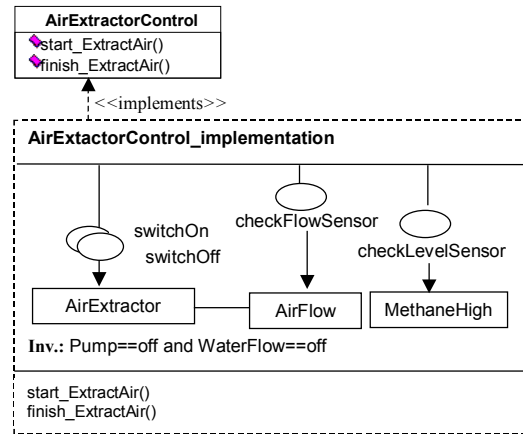 AirExtractorControl
start_ExtractAir()
finish_ExtractAir()
<<implements>>
AirExtactorControl_implementation
switchOn
switchOff
checkFlowSensor
checkLevelSensor
AirExtractor
AirFlow
MethaneHigh
Inv.: Pump==off and WaterFlow==off
start_ExtractAir()
finish_ExtractAir()